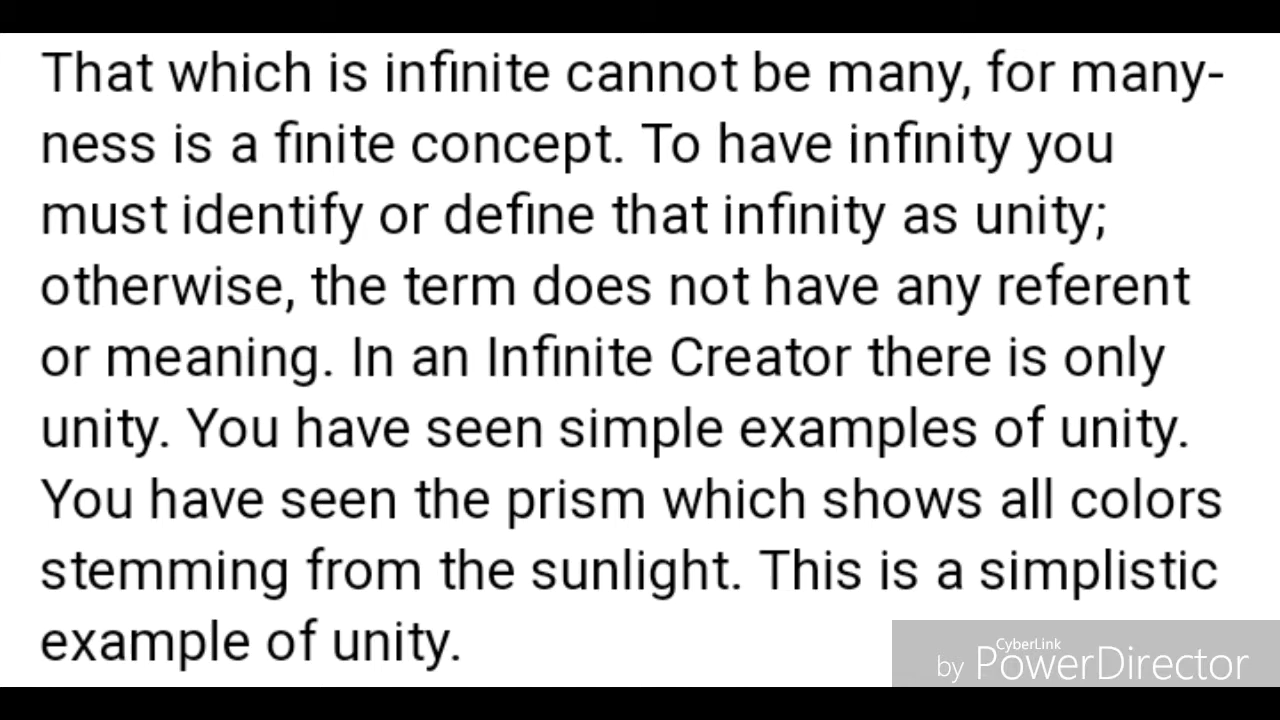 That which is infinite cannot be many, for many-
ness is a finite concept. To have infinity you
must identify or define that infinity as unity;
otherwise, the term does not have any referent
or meaning. In an Infinite Creator there is only
unity. You have seen simple examples of unity.
You have seen the prism which shows all colors
stemming from the sunlight. This is a simplistic
example of unity.
CyberLink
by PowerDirector